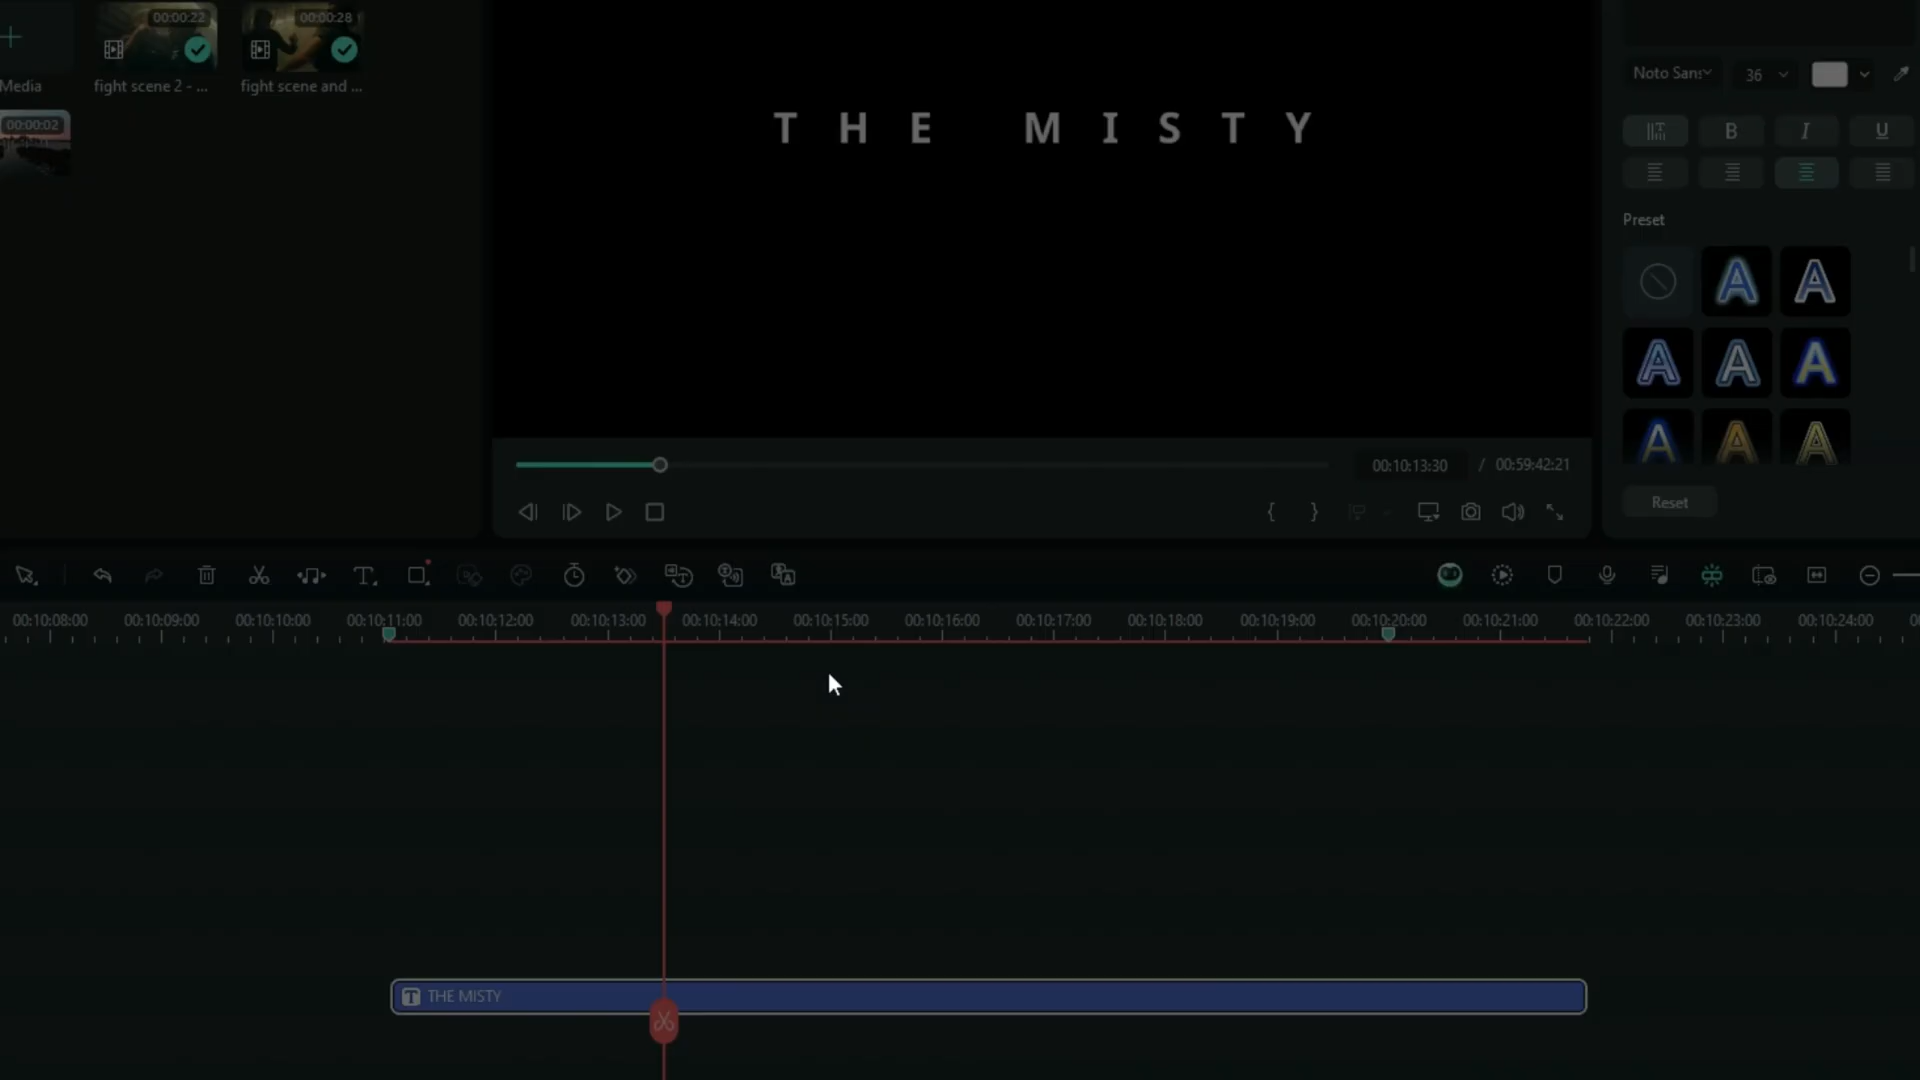 00:00:22
00:00:28
Media
fight scene 2 - ...
fight scene and ...
00:00:02
THE MISTY
Noto Sans
36
B
I
U
Preset
A
A
A
A
A
A
A
A
Reset
00:10:13:30 / 00:59:42:21
00:10:08:00
00:10:09:00
00:10:10:00
00:10:11:00
00:10:12:00
00:10:13:00
00:10:14:00
00:10:15:00
00:10:16:00
00:10:17:00
00:10:18:00
00:10:19:00
00:10:20:00
00:10:21:00
00:10:22:00
00:10:23:00
00:10:24:00
T THE MISTY